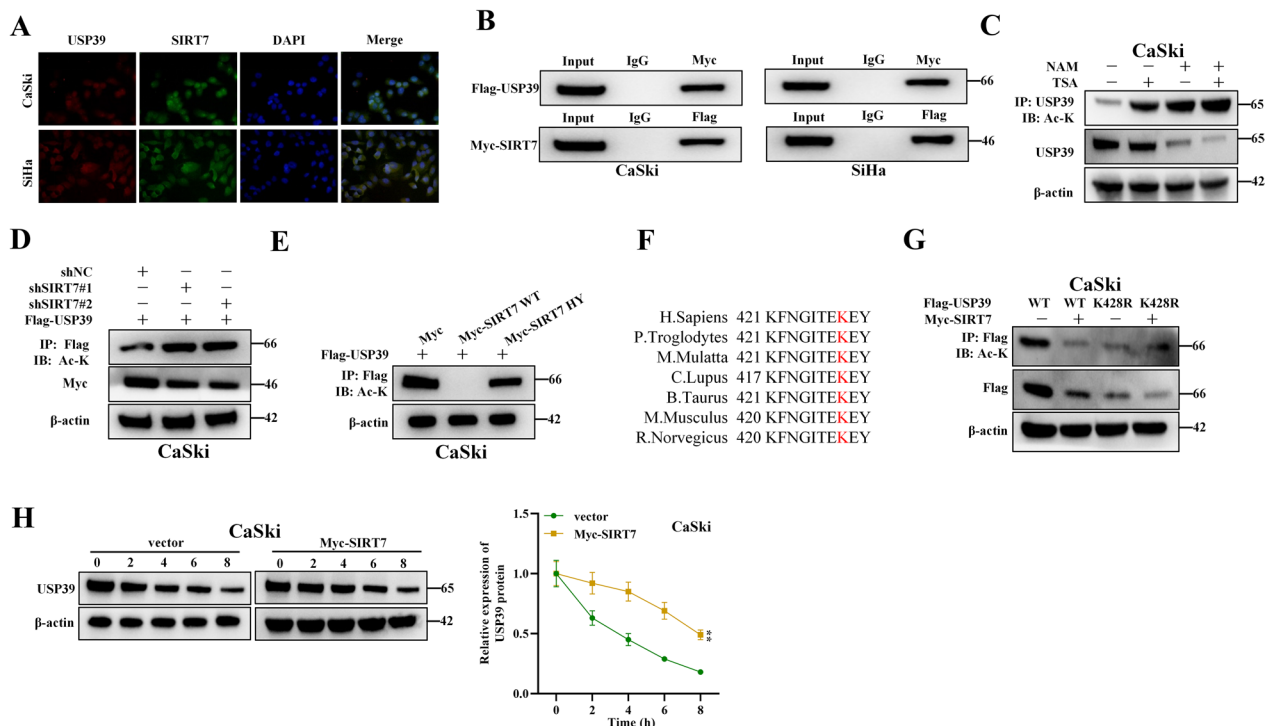 A
USP39 SIRT7 DAPI Merge
CaSki
SiHa
B
Input IgG Myc Input IgG Myc
Flag-USP39 66
Input IgG Flag Input IgG Flag
Myc-SIRT7 46
CaSki SiHa
C
CaSki
NAM − − + +
TSA − + − +
IP: USP39
IB: Ac-K
65
USP39
65
β-actin
42
D
shNC + − −
shSIRT7#1 − + −
shSIRT7#2 − − +
Flag-USP39 + + +
IP: Flag
IB: Ac-K
66
Myc
46
β-actin
42
CaSki
E
Myc Myc-SIRT7 WT Myc-SIRT7 HY
Flag-USP39 + + +
IP: Flag
IB: Ac-K
66
β-actin
42
CaSki
F
H.Sapiens 421 KFNGITEKEY
P.Troglodytes 421 KFNGITEKEY
M.Mulatta 421 KFNGITEKEY
C.Lupus 417 KFNGITEKEY
B.Taurus 421 KFNGITEKEY
M.Musculus 420 KFNGITEKEY
R.Norvegicus 420 KFNGITEKEY
G
CaSki
Flag-USP39 WT WT K428R K428R
Myc-SIRT7 − + − +
IP: Flag
IB: Ac-K
66
Flag
66
β-actin
42
H
CaSki
vector Myc-SIRT7
0 2 4 6 8 0 2 4 6 8
USP39 65
β-actin 42
vector
Myc-SIRT7
CaSki
Relative expression of
USP39 protein
1.5
1.0
0.5
0.0
**
0 2 4 6 8
Time (h)